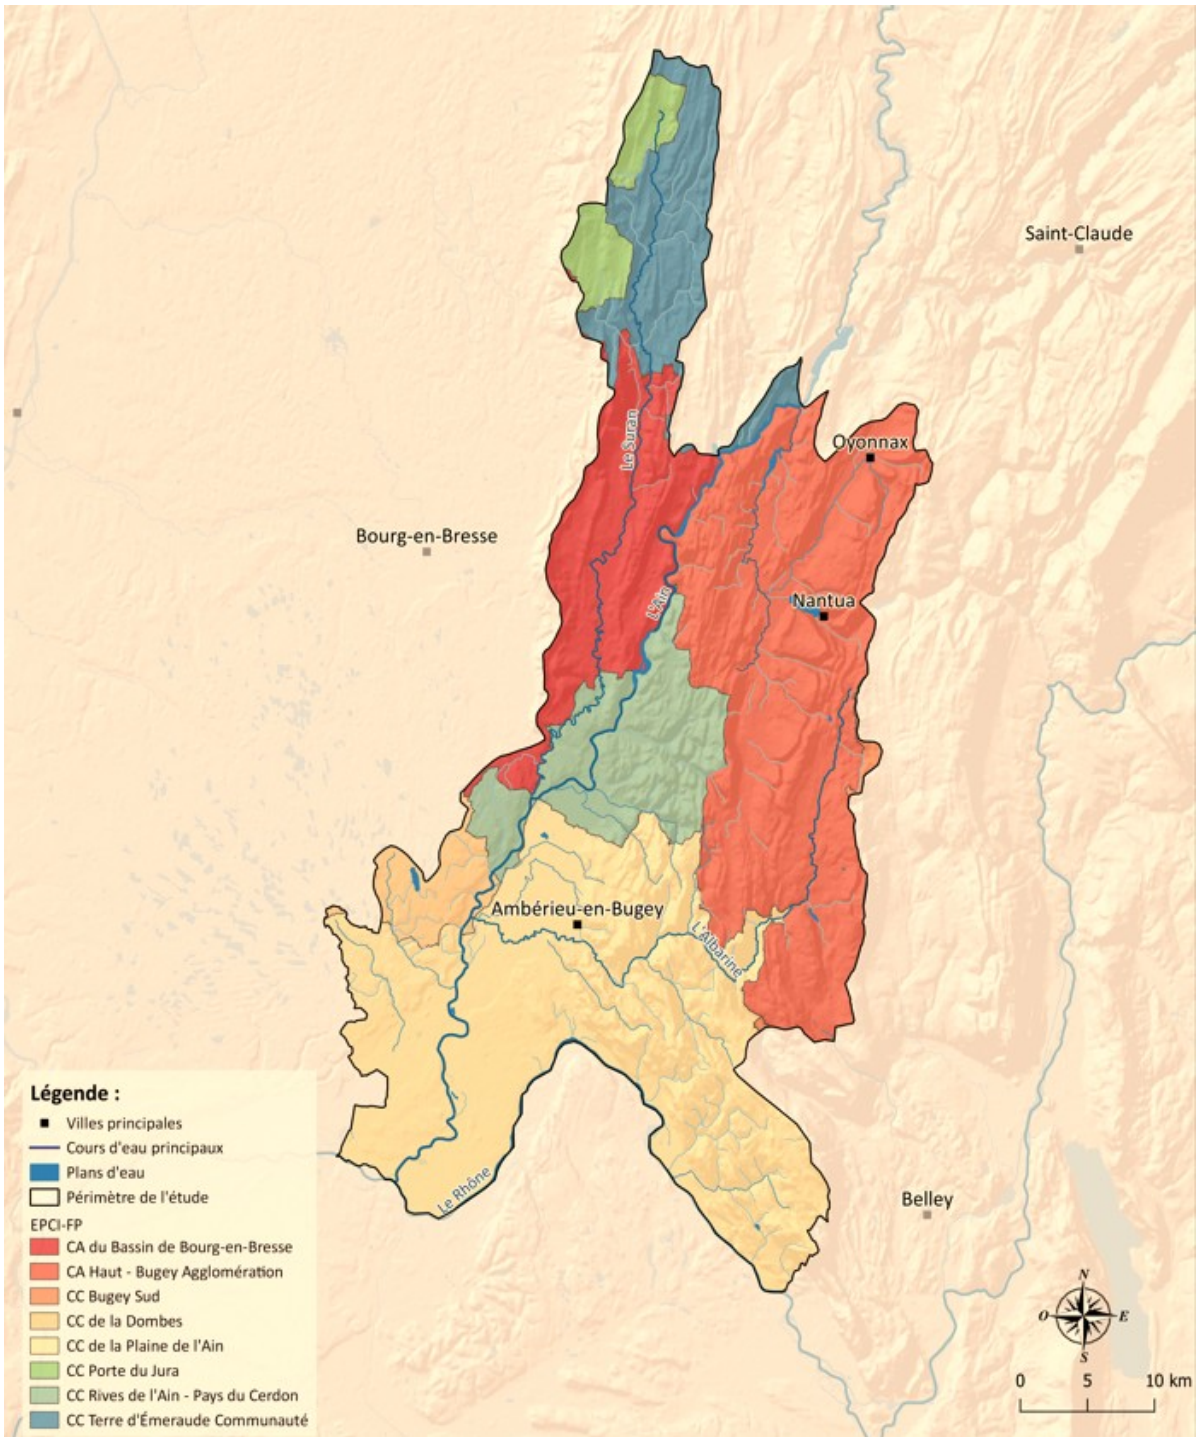 Saint-Claude
Oyonnax
Le Suran
Bourg-en-Bresse
L'Ain
Nantua
Ambérieu-en-Bugey
L'Albarine
Le Rhône
Belley
Légende :
Villes principales
Cours d'eau principaux
Plans d'eau
Périmètre de l'étude
EPCI-FP
CA du Bassin de Bourg-en-Bresse
CA Haut - Bugey Agglomération
CC Bugey Sud
CC de la Dombes
CC de la Plaine de l'Ain
CC Porte du Jura
CC Rives de l'Ain - Pays du Cerdon
CC Terre d'Émeraude Communauté
N
O E
S
0 5 10 km